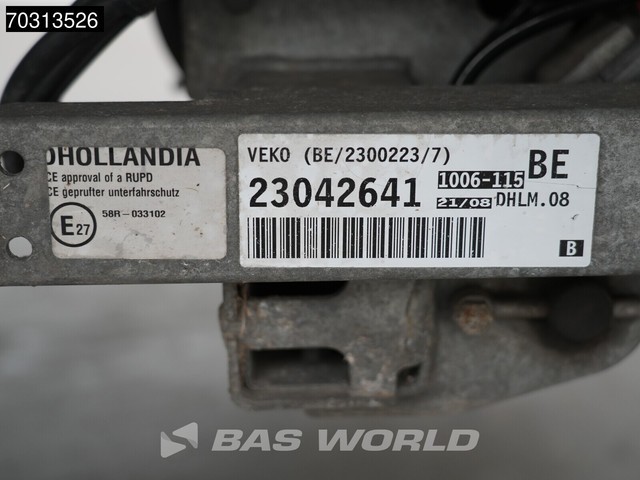 70313526
DHOLLANDIA
CE approval of a RUPD
CE geprufter unterfahrschutz
E27
58R-033102
VEKO (BE/2300223/7)
BE
23042641
1006-115
21/08 DHLM.08
B
BAS WORLD